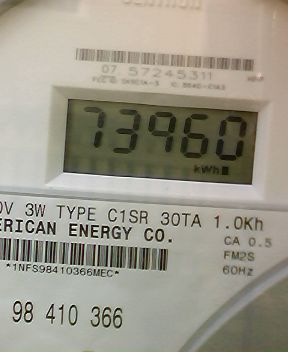 CENTRON
07 57245311
73960
kWh
0V 3W TYPE C1SR 30TA 1.0Kh
ERICAN ENERGY CO.
CA 0.5
FM2S
60Hz
*1NFS98410366MEC*
98 410 366